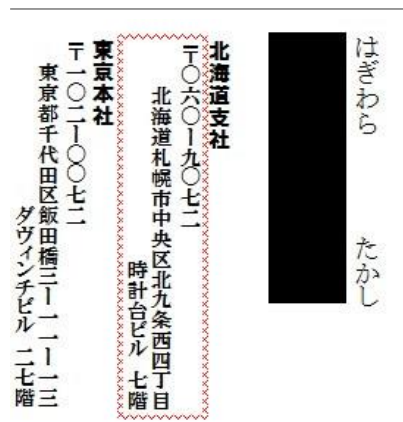 はぎわら　たかし
北海道支社
〒〇六〇ー九〇七二
北海道札幌市中央区北九条西四丁目
時計台ビル 七階
東京本社
〒一〇二ー〇〇七二
東京都千代田区飯田橋三ー一一ー一三
ダヴィンチビル 二七階